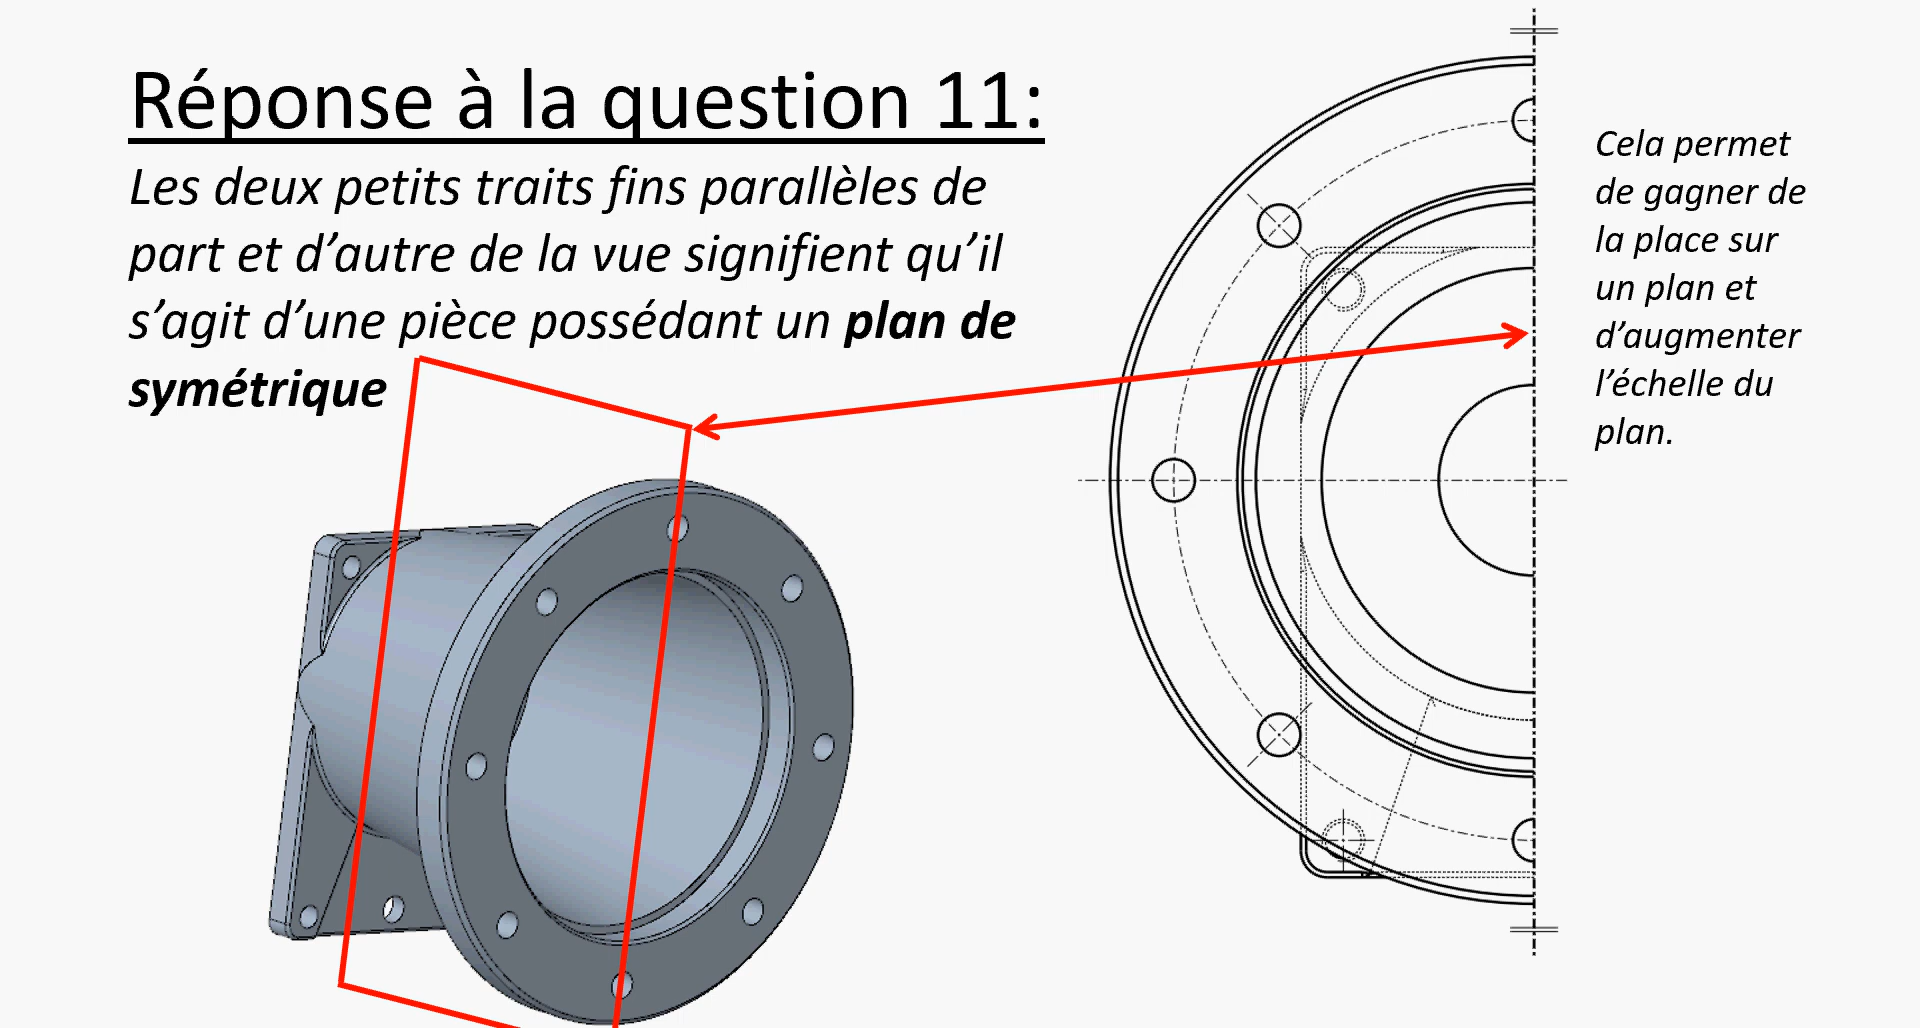 Réponse à la question 11:
Les deux petits traits fins parallèles de
part et d’autre de la vue signifient qu’il
s’agit d’une pièce possédant un plan de
symétrique
Cela permet
de gagner de
la place sur
un plan et
d’augmenter
l’échelle du
plan.